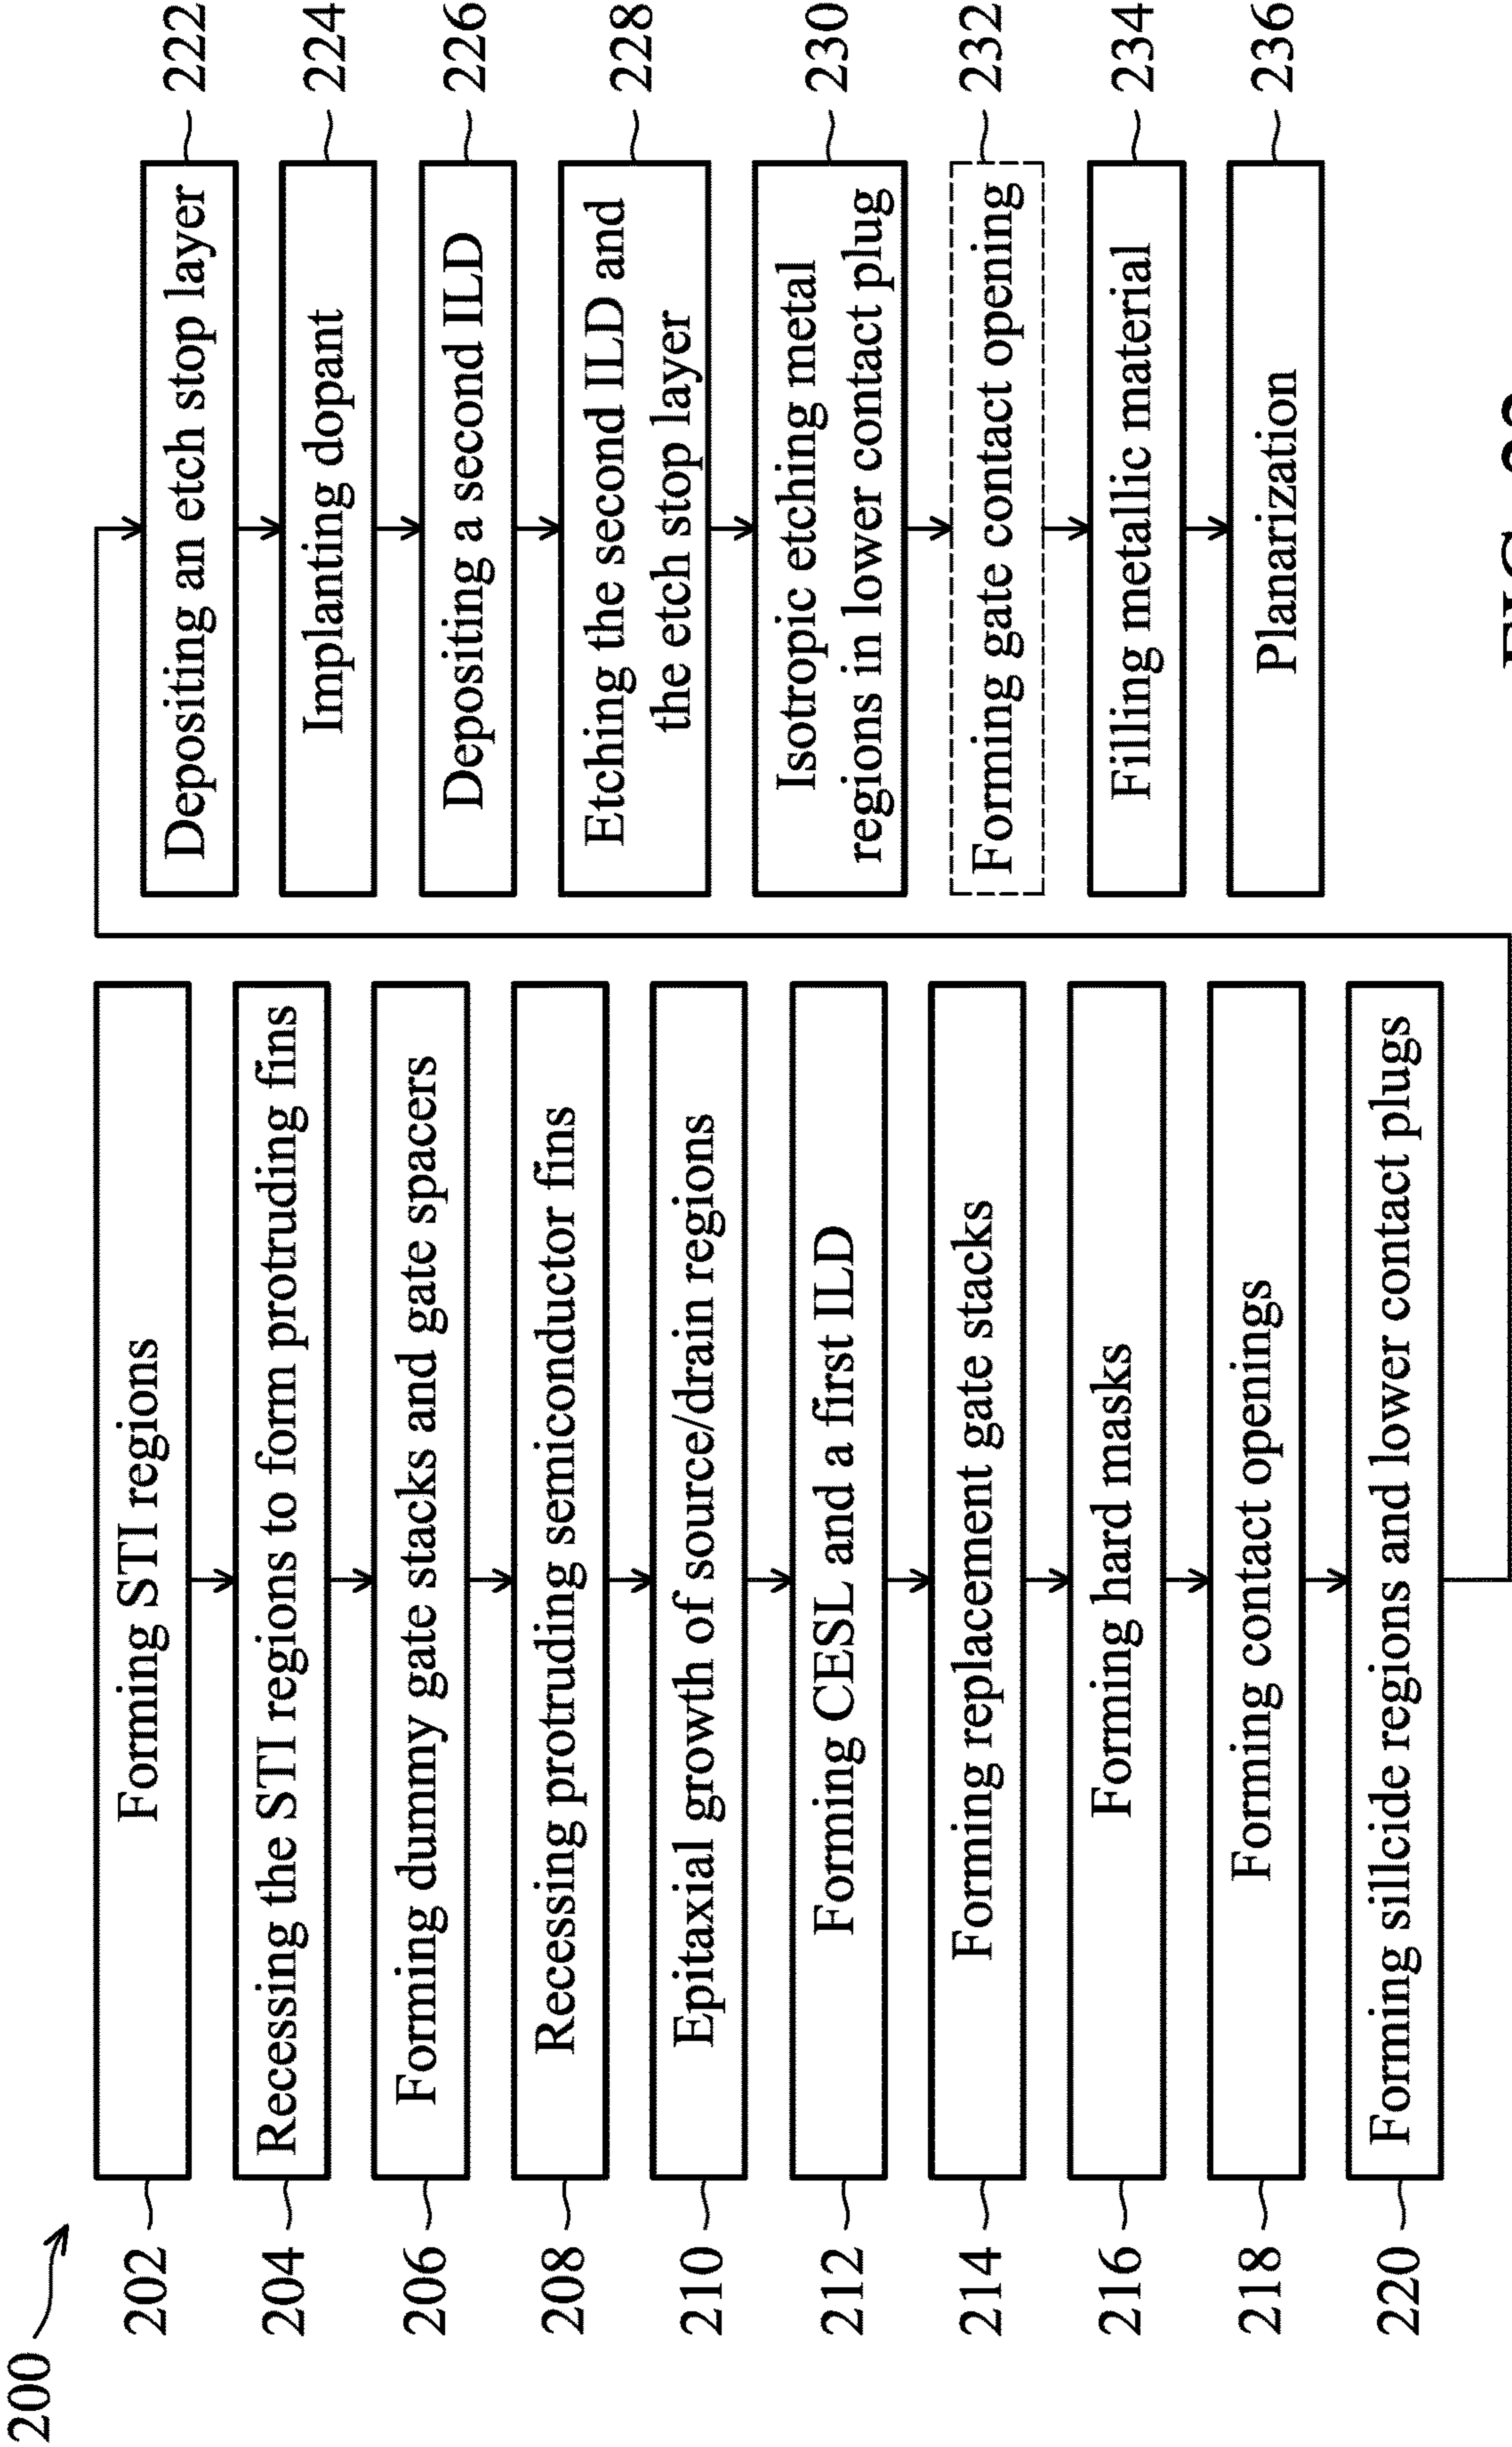 200
202
Forming STI regions
204
Recessing the STI regions to form protruding fins
206
Forming dummy gate stacks and gate spacers
208
Recessing protruding semiconductor fins
210
Epitaxial growth of source/drain regions
212
Forming CESL and a first ILD
214
Forming replacement gate stacks
216
Forming hard masks
218
Forming contact openings
220
Forming sillcide regions and lower contact plugs
Depositing an etch stop layer
222
Implanting dopant
224
Depositing a second ILD
226
Etching the second ILD and
the etch stop layer
228
Isotropic etching metal
regions in lower contact plug
230
Forming gate contact opening
232
Filling metallic material
234
Planarization
236